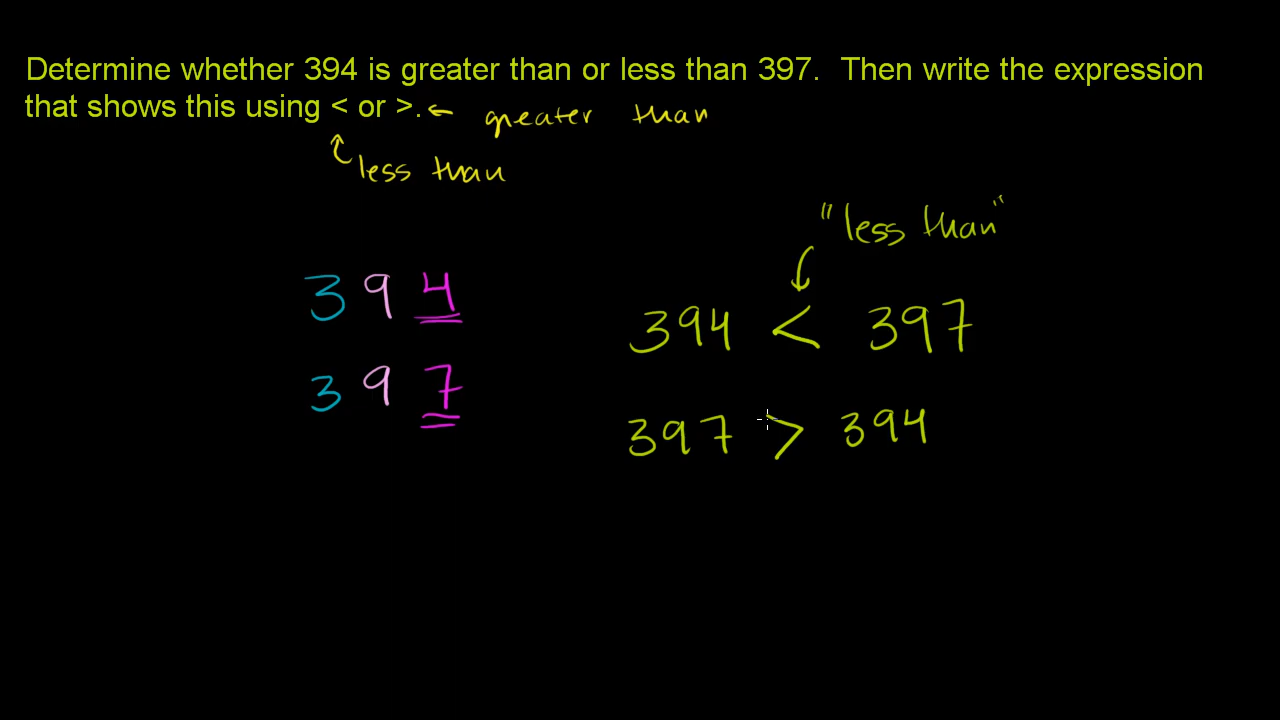 Determine whether 394 is greater than or less than 397.  Then write the expression
that shows this using < or >. ← greater than
less than
"less than"
394
394 < 397
397
397 > 394